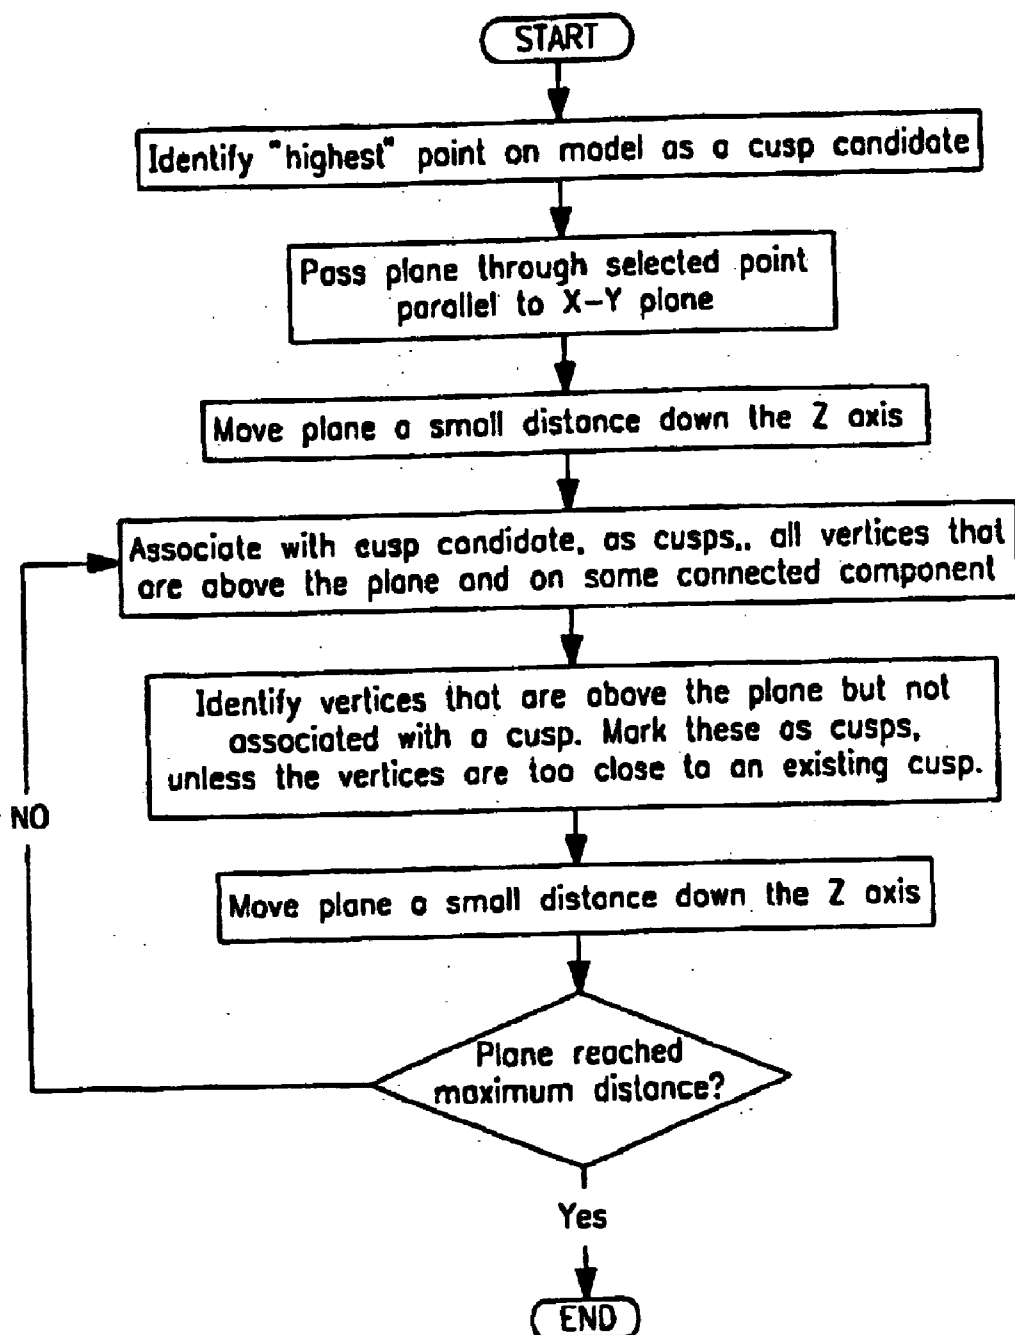 START
Identify "highest" point on model as a cusp candidate
Pass plane through selected point
parallel to X-Y plane
Move plane a small distance down the Z axis
Associate with cusp candidate, as cusps,, all vertices that
are above the plane and on same connected component
Identify vertices that are above the plane but not
associated with a cusp. Mark these as cusps,
unless the vertices are too close to an existing cusp.
NO
Move plane a small distance down the Z axis
Plane reached
maximum distance?
Yes
END